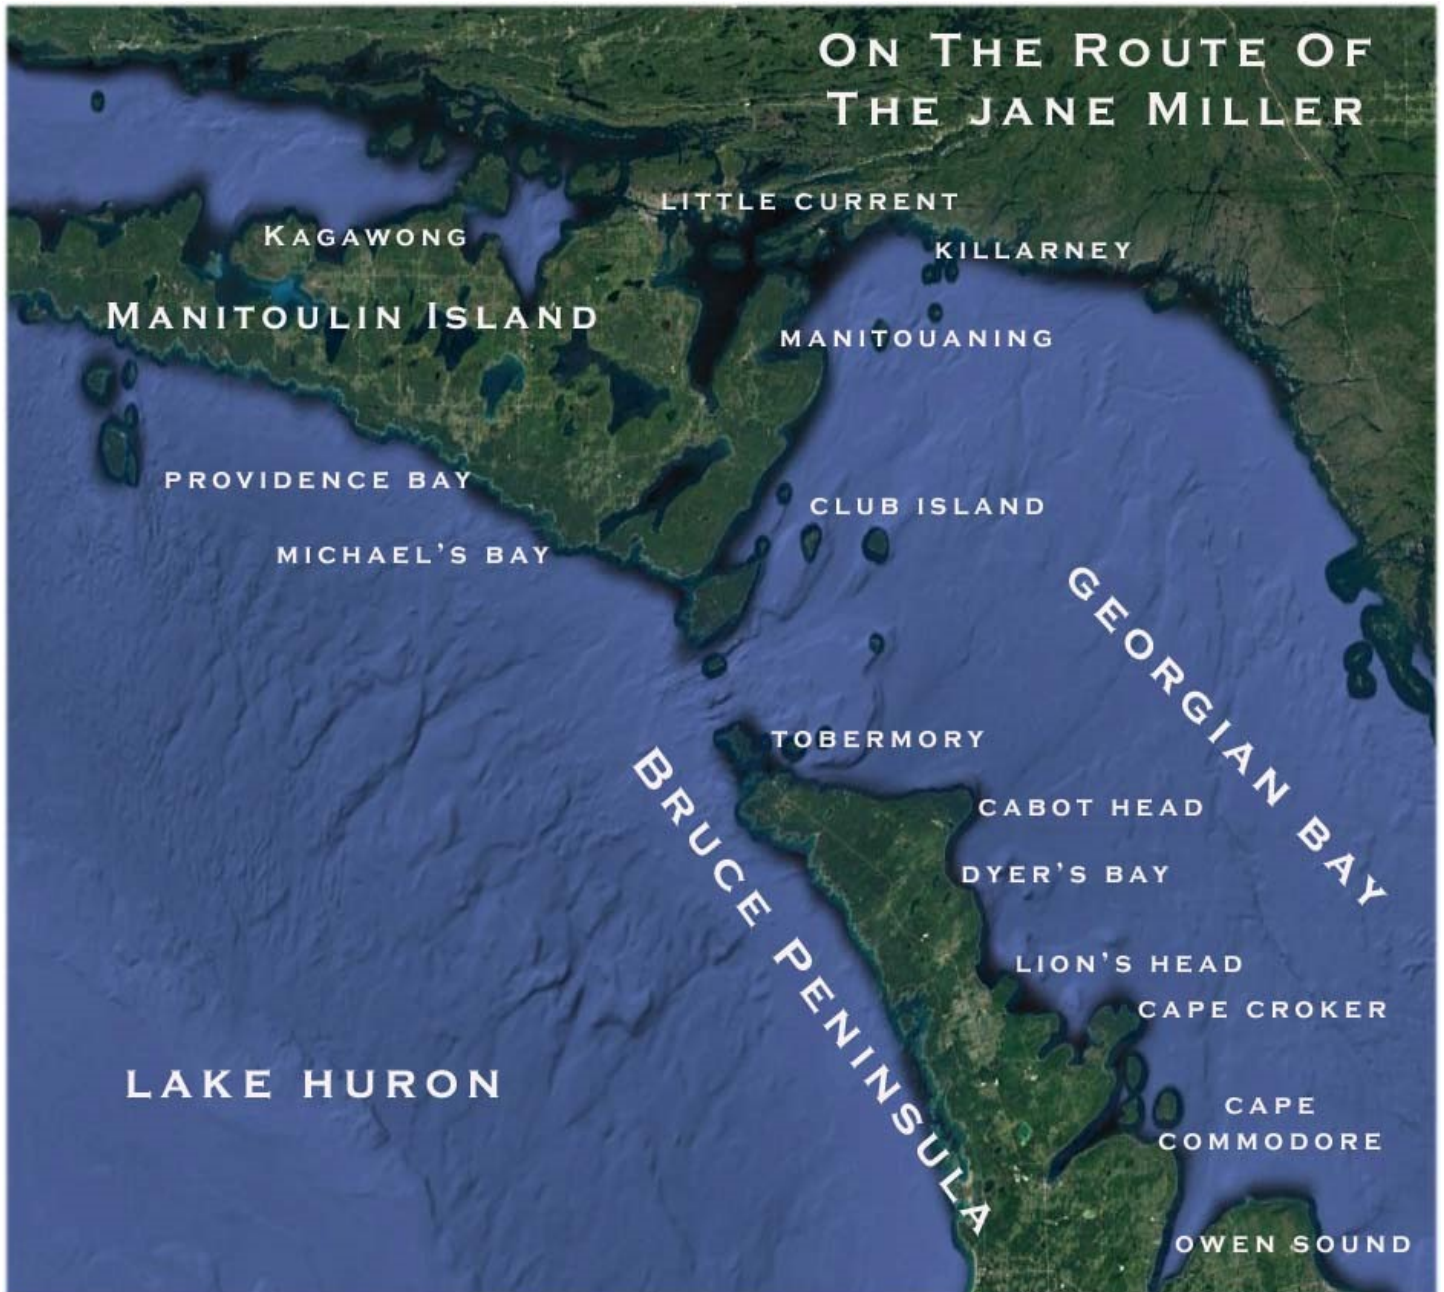 ON THE ROUTE OF
THE JANE MILLER
LITTLE CURRENT
KAGAWONG
KILLARNEY
MANITOULIN ISLAND
MANITOUANING
PROVIDENCE BAY
CLUB ISLAND
MICHAEL'S BAY
GEORGIAN BAY
TOBERMORY
BRUCE PENINSULA
CABOT HEAD
DYER'S BAY
LION'S HEAD
CAPE CROKER
LAKE HURON
CAPE
COMMODORE
OWEN SOUND